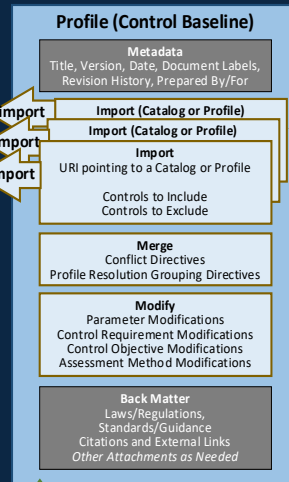 Profile (Control Baseline)
Metadata
Title, Version, Date, Document Labels,
Revision History, Prepared By/For
import
Import (Catalog or Profile)
import
Import (Catalog or Profile)
import
Import
URI pointing to a Catalog or Profile
Controls to Include
Controls to Exclude
Merge
Conflict Directives
Profile Resolution Grouping Directives
Modify
Parameter Modifications
Control Requirement Modifications
Control Objective Modifications
Assessment Method Modifications
Back Matter
Laws/Regulations,
Standards/Guidance
Citations and External Links
Other Attachments as Needed